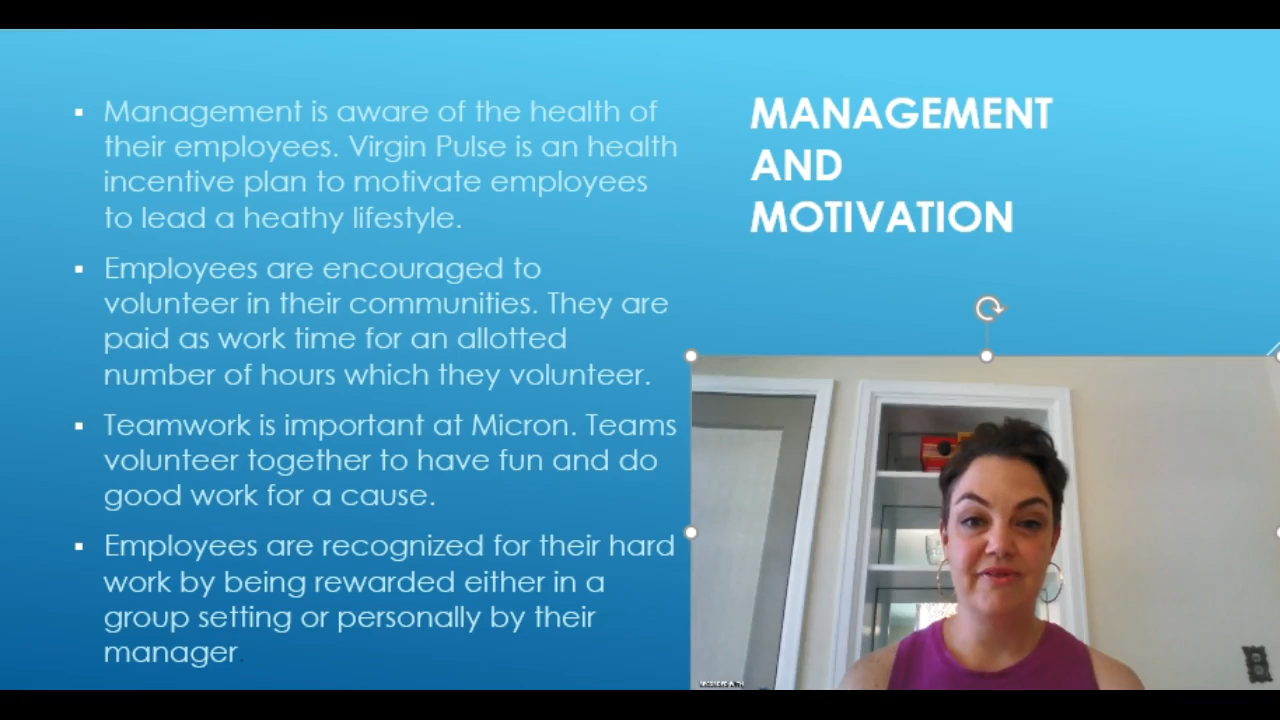 Management is aware of the health of
their employees. Virgin Pulse is an health
incentive plan to motivate employees
to lead a heathy lifestyle.
Employees are encouraged to
volunteer in their communities. They are
paid as work time for an allotted
number of hours which they volunteer.
Teamwork is important at Micron. Teams
volunteer together to have fun and do
good work for a cause.
Employees are recognized for their hard
work by being rewarded either in a
group setting or personally by their
manager.
MANAGEMENT
AND
MOTIVATION
RECORDED WITH